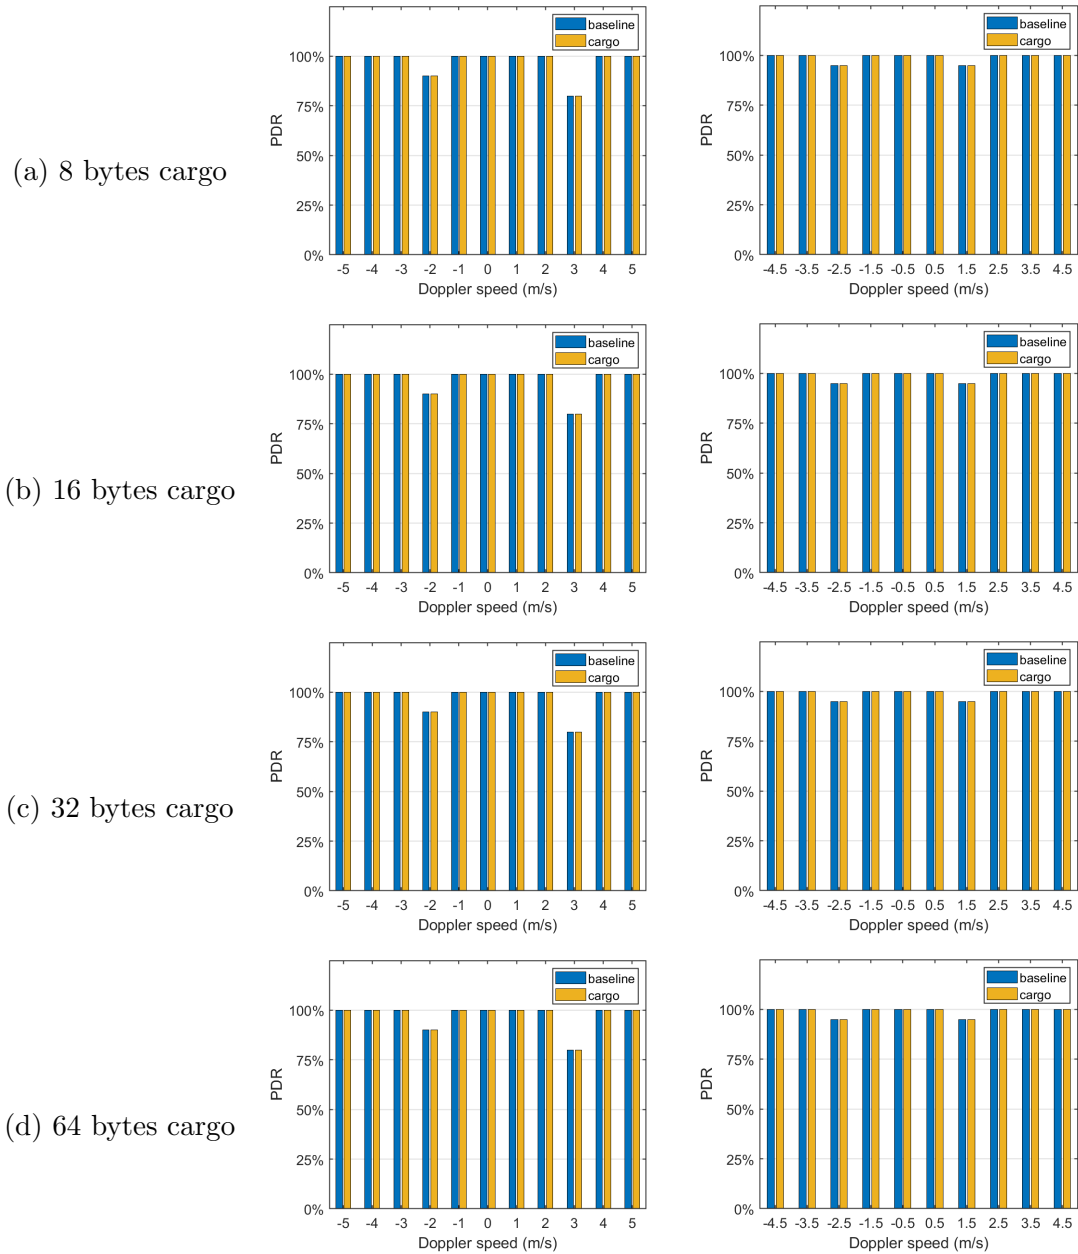 baseline
cargo
100%
75%
50%
25%
0%
PDR
-5 -4 -3 -2 -1 0 1 2 3 4 5
Doppler speed (m/s)
baseline
cargo
100%
75%
50%
25%
0%
PDR
-4.5 -3.5 -2.5 -1.5 -0.5 0.5 1.5 2.5 3.5 4.5
Doppler speed (m/s)
(a) 8 bytes cargo
baseline
cargo
100%
75%
50%
25%
0%
PDR
-5 -4 -3 -2 -1 0 1 2 3 4 5
Doppler speed (m/s)
baseline
cargo
100%
75%
50%
25%
0%
PDR
-4.5 -3.5 -2.5 -1.5 -0.5 0.5 1.5 2.5 3.5 4.5
Doppler speed (m/s)
(b) 16 bytes cargo
baseline
cargo
100%
75%
50%
25%
0%
PDR
-5 -4 -3 -2 -1 0 1 2 3 4 5
Doppler speed (m/s)
baseline
cargo
100%
75%
50%
25%
0%
PDR
-4.5 -3.5 -2.5 -1.5 -0.5 0.5 1.5 2.5 3.5 4.5
Doppler speed (m/s)
(c) 32 bytes cargo
baseline
cargo
100%
75%
50%
25%
0%
PDR
-5 -4 -3 -2 -1 0 1 2 3 4 5
Doppler speed (m/s)
baseline
cargo
100%
75%
50%
25%
0%
PDR
-4.5 -3.5 -2.5 -1.5 -0.5 0.5 1.5 2.5 3.5 4.5
Doppler speed (m/s)
(d) 64 bytes cargo